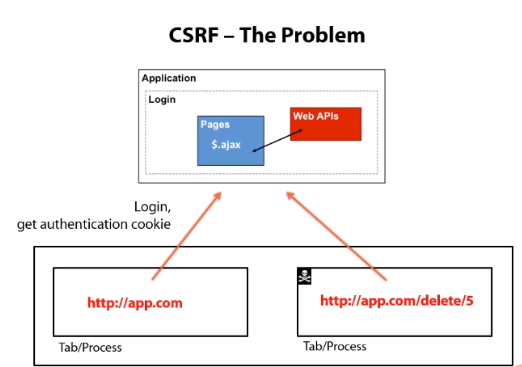 CSRF – The Problem
Application
Login
Pages
$.ajax
Web APIs
Login,
get authentication cookie
http://app.com
http://app.com/delete/5
Tab/Process
Tab/Process